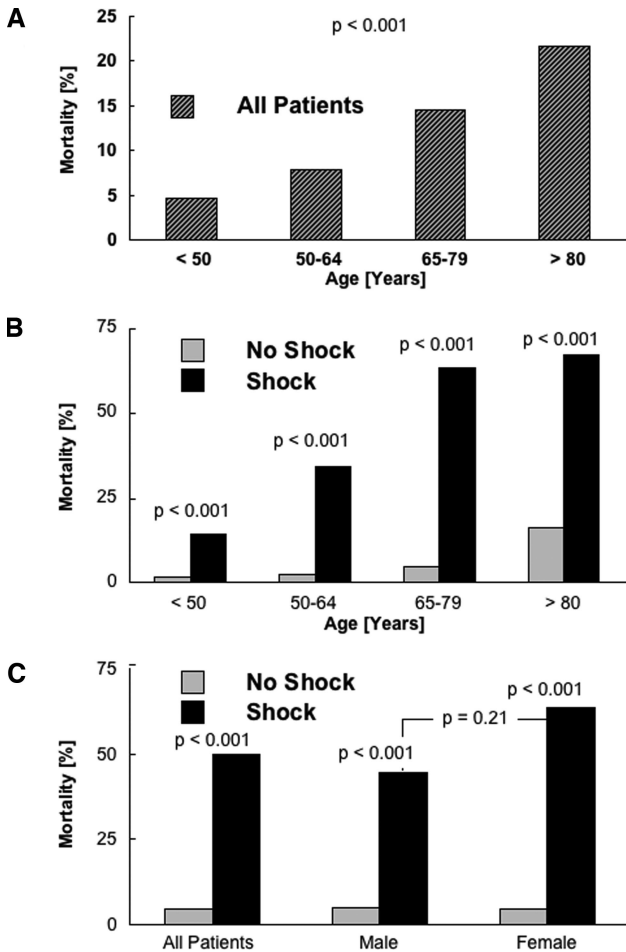 A
25
p < 0.001
20
Mortality [%]
15
All Patients
10
5
0
< 50
50-64
65-79
> 80
Age [Years]
B
75
No Shock
Shock
p < 0.001
p < 0.001
p < 0.001
p < 0.001
50
Mortality [%]
25
0
< 50
50-64
65-79
> 80
Age [Years]
C
75
No Shock
Shock
p < 0.001
p < 0.001
p = 0.21
p < 0.001
50
Mortality [%]
25
0
All Patients
Male
Female